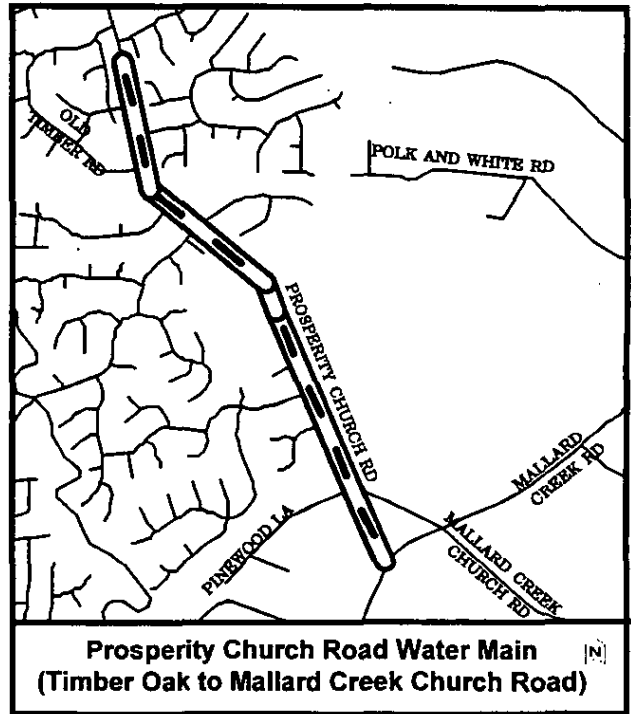 OLD
TIMBER RD
POLK AND WHITE RD
PROSPERITY CHURCH RD
MALLARD
CREEK RD
PINEWOOD LA
MALLARD CREEK
CHURCH RD
Prosperity Church Road Water Main
N
(Timber Oak to Mallard Creek Church Road)